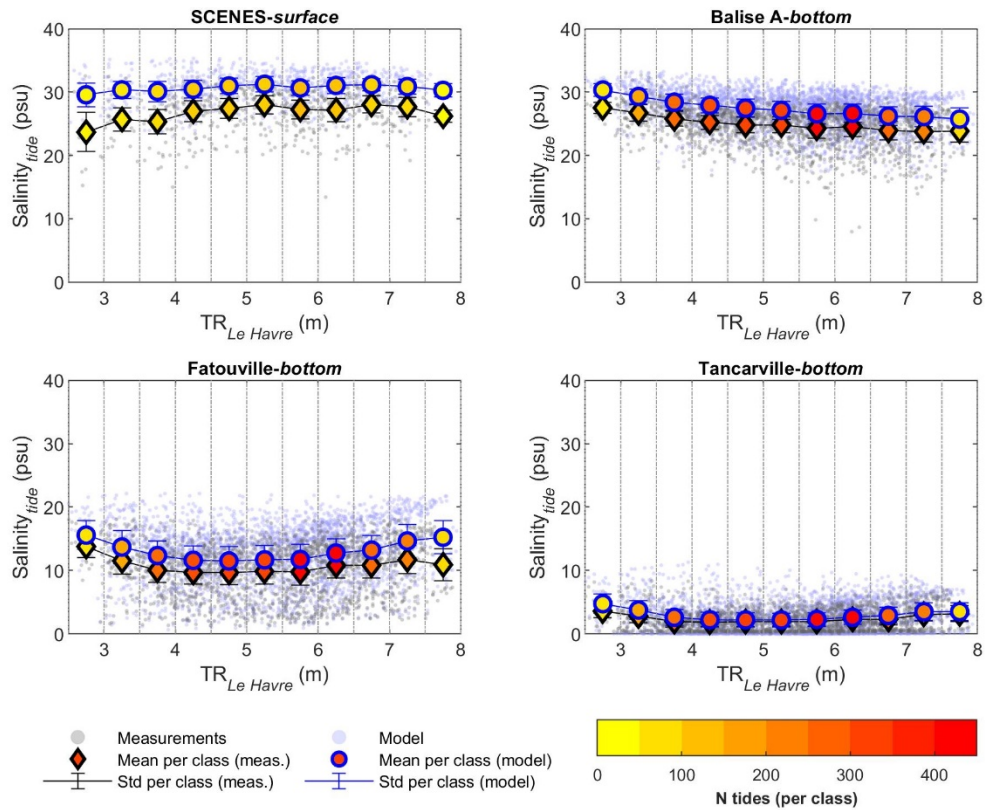 SCENES-surface
40
30
20
10
0
Salinity tide (psu)
3 4 5 6 7 8
TR Le Havre (m)
Balise A-bottom
40
30
20
10
0
Salinity tide (psu)
3 4 5 6 7 8
TR Le Havre (m)
Fatouville-bottom
40
30
20
10
0
Salinity tide (psu)
3 4 5 6 7 8
TR Le Havre (m)
Tancarville-bottom
40
30
20
10
0
Salinity tide (psu)
3 4 5 6 7 8
TR Le Havre (m)
Measurements
Mean per class (meas.)
Std per class (meas.)
Model
Mean per class (model)
Std per class (model)
0 100 200 300 400
N tides (per class)